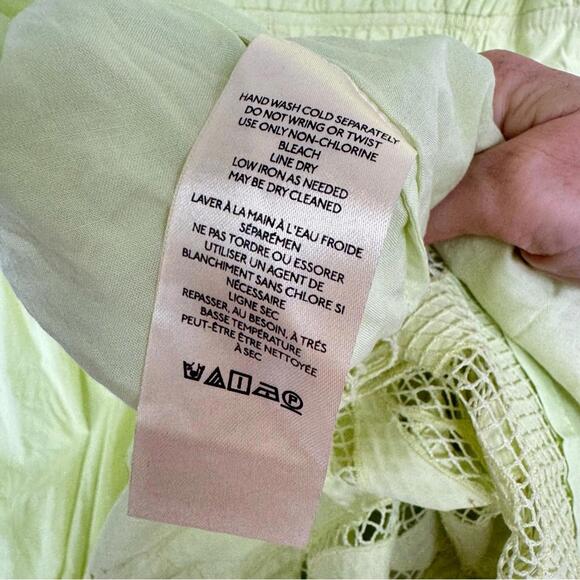 HAND WASH COLD SEPARATELY
DO NOT WRING OR TWIST
USE ONLY NON-CHLORINE
BLEACH
LINE DRY
LOW IRON AS NEEDED
MAY BE DRY CLEANED
LAVER À LA MAIN À L'EAU FROIDE
SÉPARÉMEN
NE PAS TORDRE OU ESSORER
UTILISER UN AGENT DE
BLANCHIMENT SANS CHLORE SI
NÉCESSAIRE
LIGNE SEC
REPASSER, AU BESOIN, À TRÉS
BASSE TEMPÉRATURE
PEUT-ÊTRE ÊTRE NETTOYÉE
À SEC
P